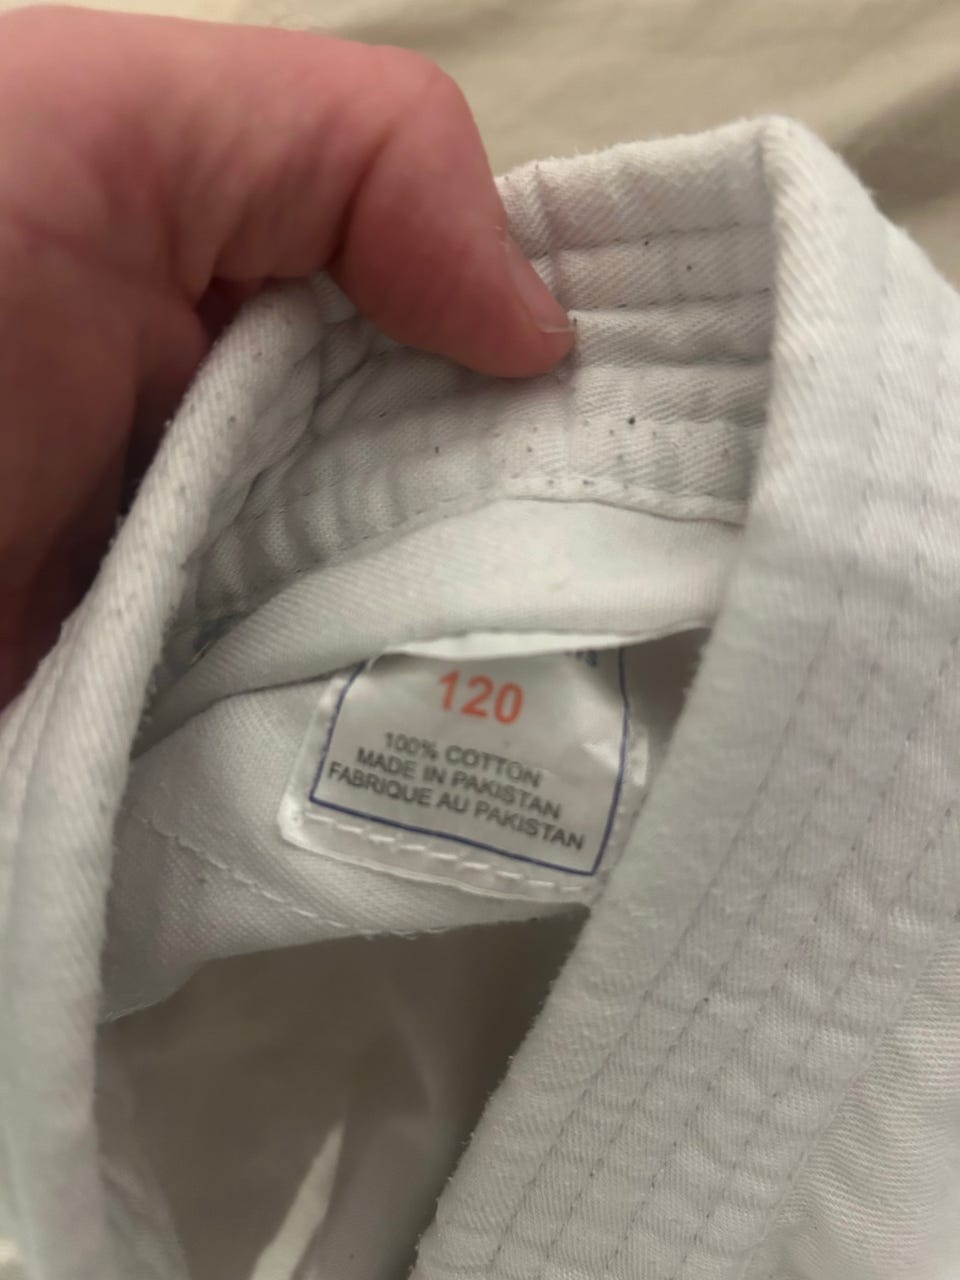 120
100% COTTON
MADE IN PAKISTAN
FABRIQUE AU PAKISTAN